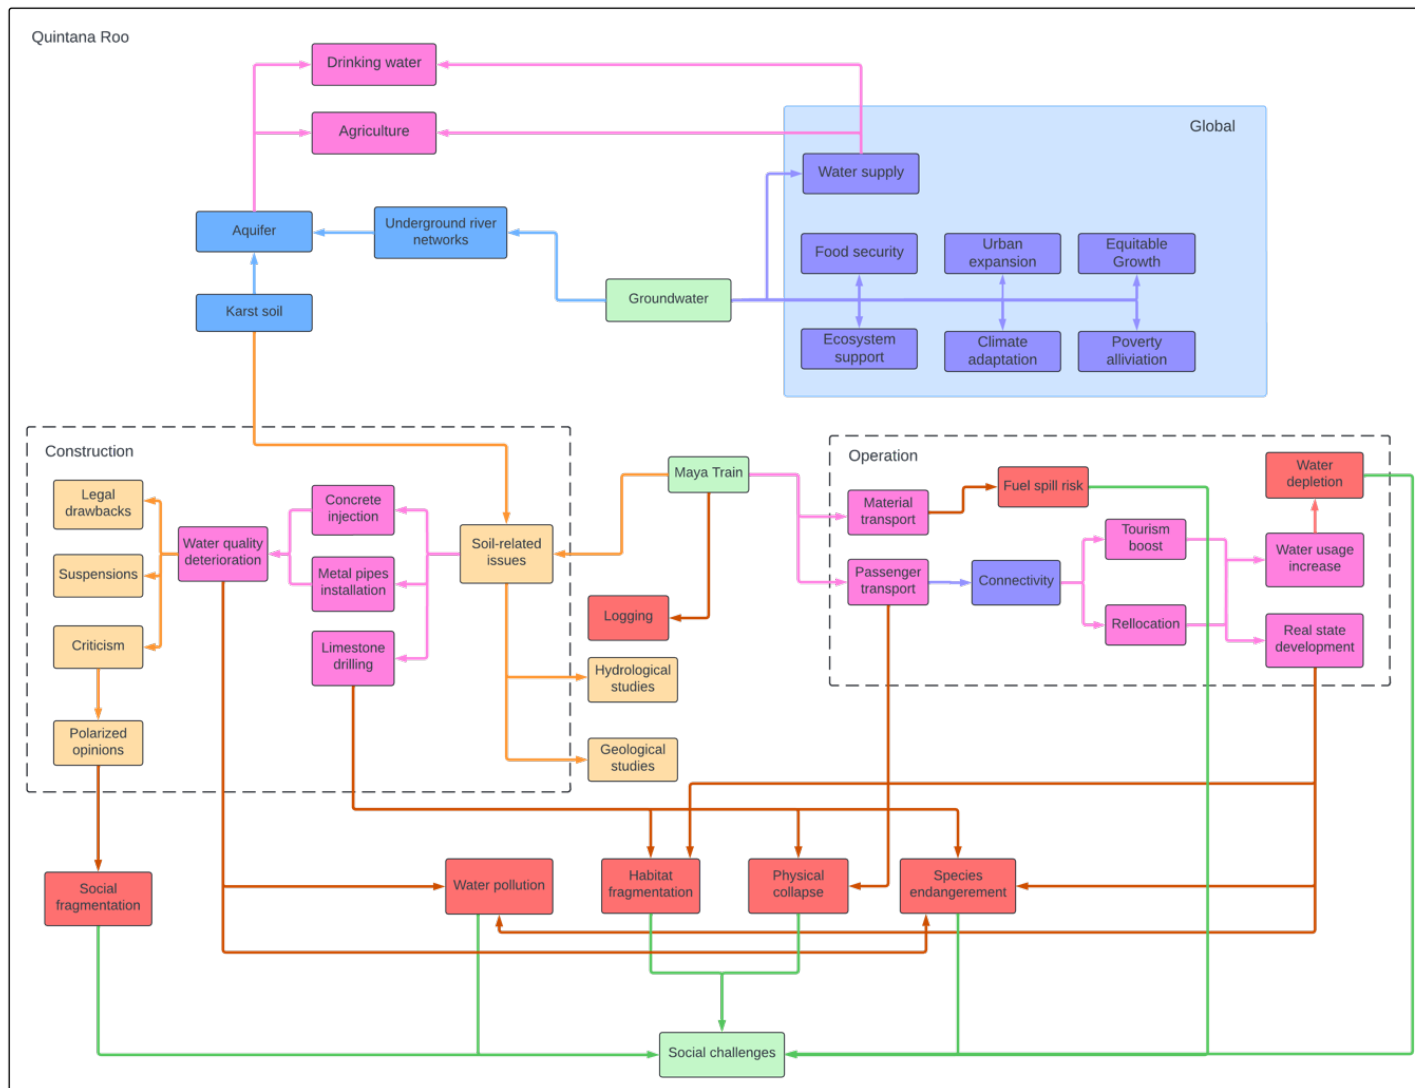 Quintana Roo
Drinking water
Agriculture
Global
Water supply
Aquifer
Underground river
networks
Food security
Urban
expansion
Equitable
Growth
Groundwater
Karst soil
Ecosystem
support
Climate
adaptation
Poverty
alliviation
Construction
Legal
drawbacks
Suspensions
Criticism
Polarized
opinions
Water quality
deterioration
Concrete
injection
Metal pipes
installation
Limestone
drilling
Soil-related
issues
Maya Train
Logging
Hydrological
studies
Geological
studies
Operation
Material
transport
Passenger
transport
Fuel spill risk
Connectivity
Tourism
boost
Rellocation
Water
depletion
Water usage
increase
Real state
development
Social
fragmentation
Water pollution
Habitat
fragmentation
Physical
collapse
Species
endangerement
Social challenges